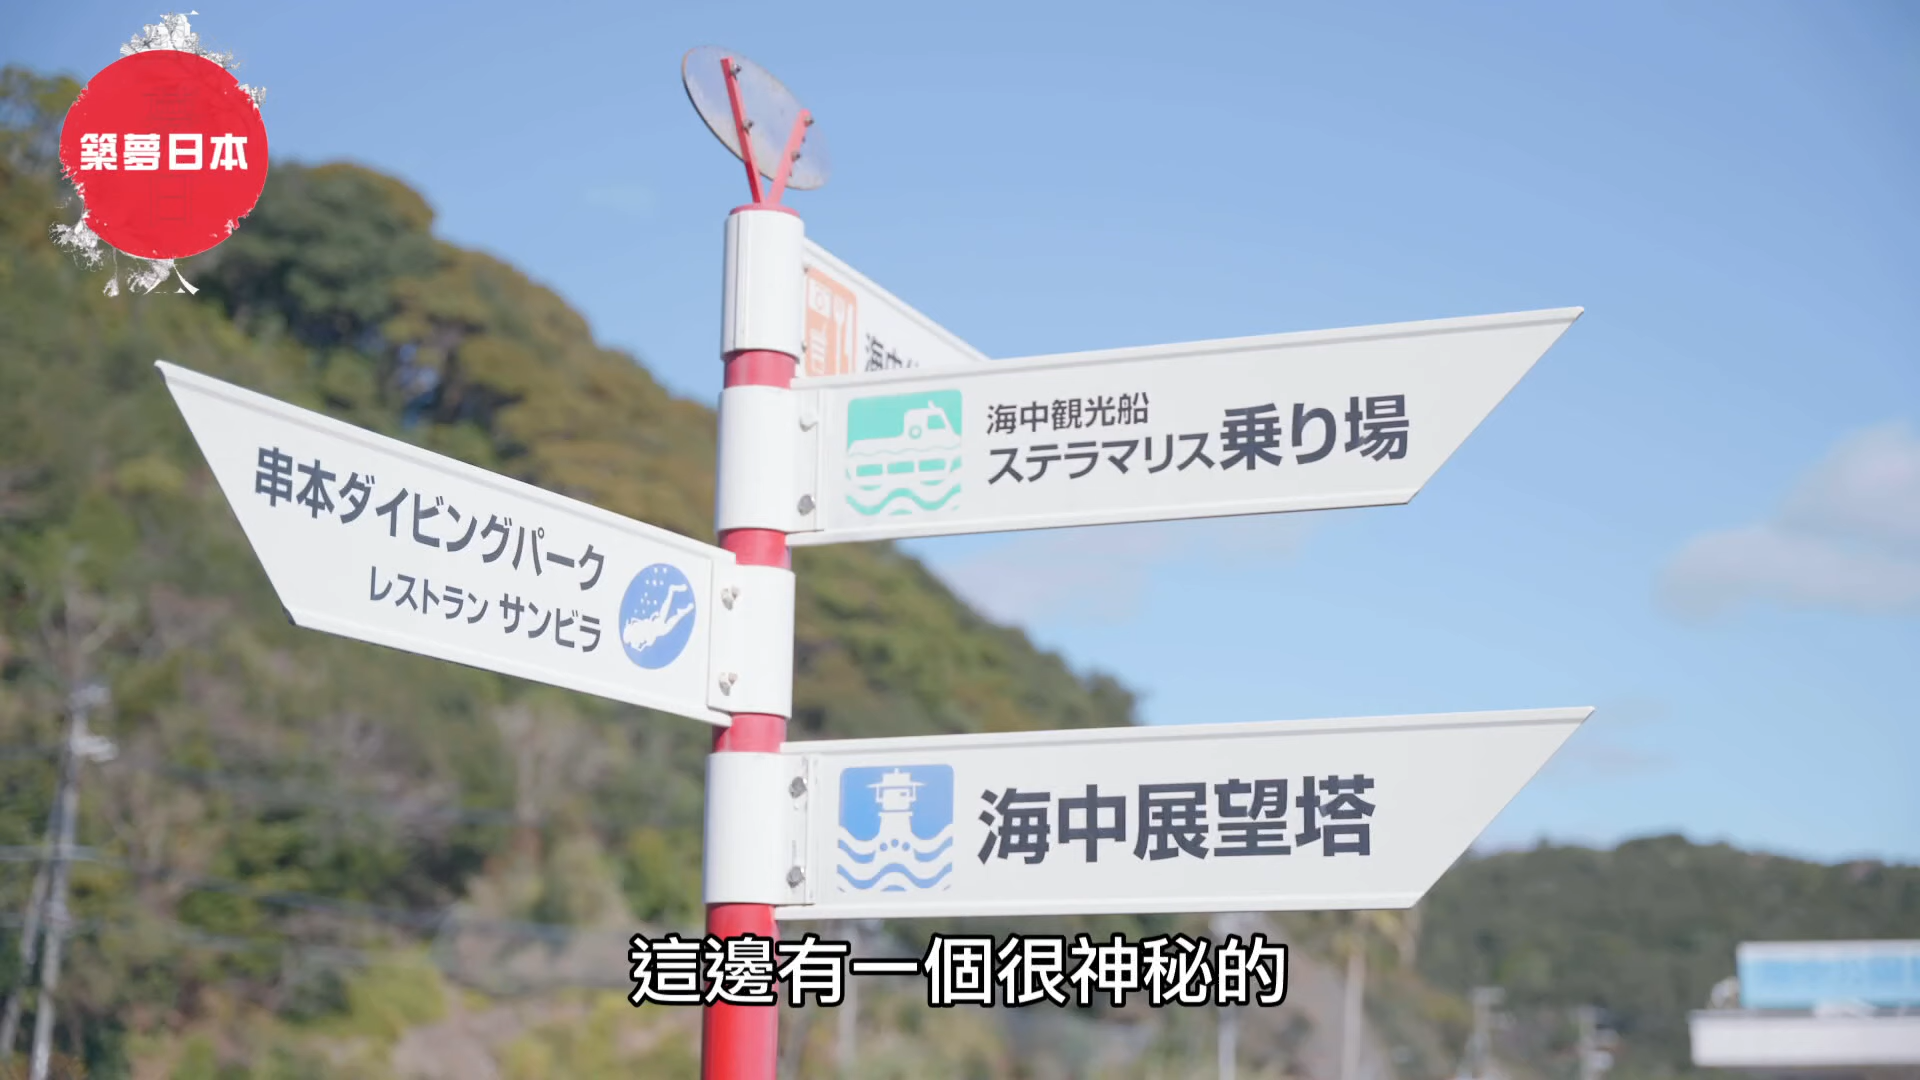 築夢日本
海中観光船
ステラマリス乗り場
串本ダイビングパーク
レストラン サンビラ
海中展望塔
這邊有一個很神秘的